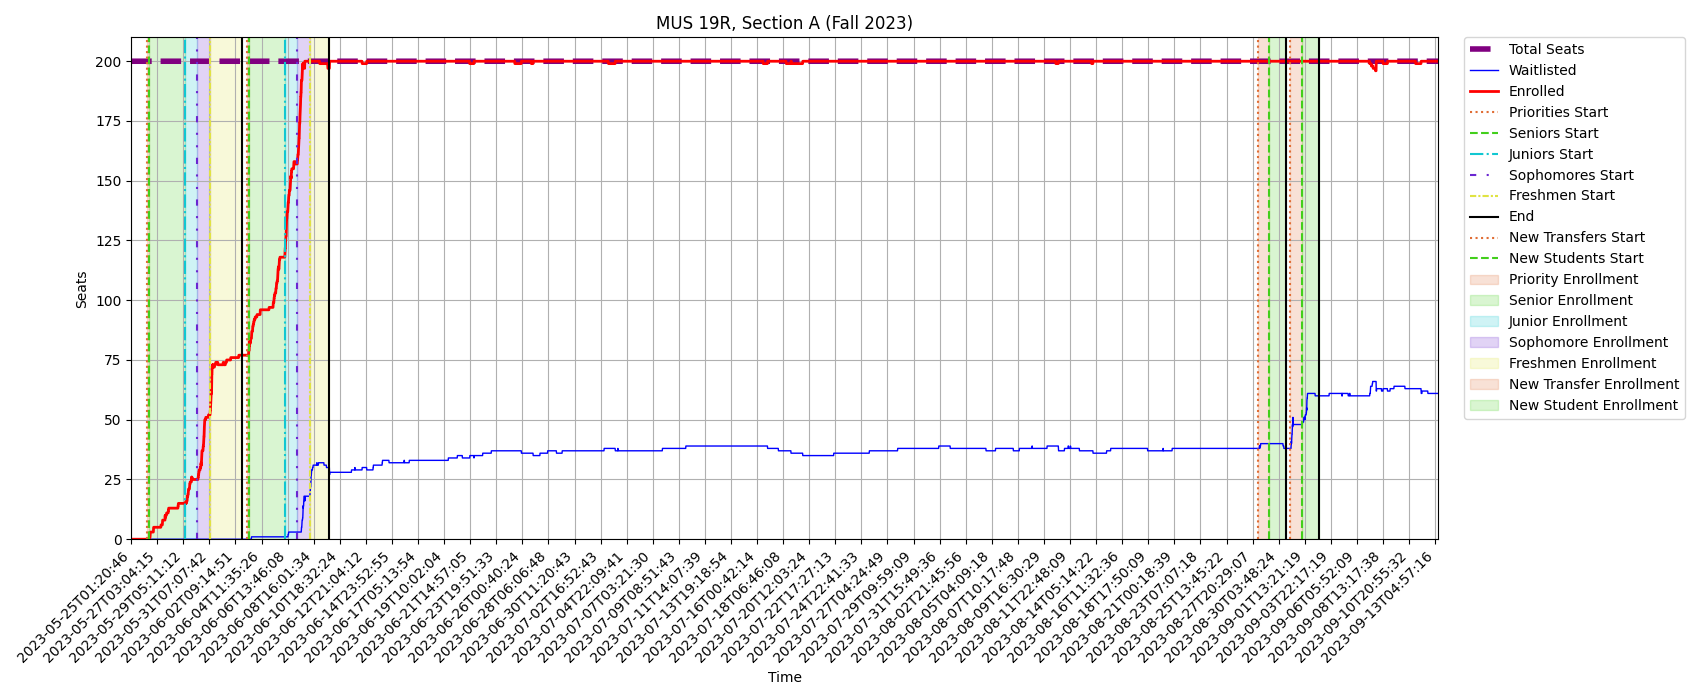 MUS 19R, Section A (Fall 2023)
Seats
200
175
150
125
100
75
50
25
0
2023-05-25T01:20:46
2023-05-27T03:04:15
2023-05-29T05:11:12
2023-05-31T07:07:42
2023-06-02T09:14:51
2023-06-04T11:35:26
2023-06-06T13:46:08
2023-06-08T16:01:34
2023-06-10T18:32:24
2023-06-12T21:04:12
2023-06-14T23:52:55
2023-06-17T05:13:54
2023-06-19T10:02:04
2023-06-21T14:57:05
2023-06-23T19:51:33
2023-06-26T00:40:24
2023-06-28T06:06:48
2023-06-30T11:20:43
2023-07-02T16:52:43
2023-07-04T22:09:41
2023-07-07T03:21:30
2023-07-09T08:51:43
2023-07-11T14:07:39
2023-07-13T19:18:54
2023-07-16T00:42:14
2023-07-18T06:46:08
2023-07-20T12:03:24
2023-07-22T17:27:13
2023-07-24T22:41:33
2023-07-27T04:24:49
2023-07-29T09:59:09
2023-07-31T15:49:36
2023-08-02T21:45:56
2023-08-05T04:09:18
2023-08-07T10:17:48
2023-08-09T16:30:29
2023-08-11T22:48:09
2023-08-14T05:14:22
2023-08-16T11:32:36
2023-08-18T17:50:09
2023-08-21T00:18:39
2023-08-23T07:07:18
2023-08-25T13:45:22
2023-08-27T20:29:07
2023-08-30T03:48:24
2023-09-01T13:21:19
2023-09-03T22:17:19
2023-09-06T05:52:09
2023-09-08T13:17:38
2023-09-10T20:55:32
2023-09-13T04:57:16
Time
Total Seats
Waitlisted
Enrolled
Priorities Start
Seniors Start
Juniors Start
Sophomores Start
Freshmen Start
End
New Transfers Start
New Students Start
Priority Enrollment
Senior Enrollment
Junior Enrollment
Sophomore Enrollment
Freshmen Enrollment
New Transfer Enrollment
New Student Enrollment